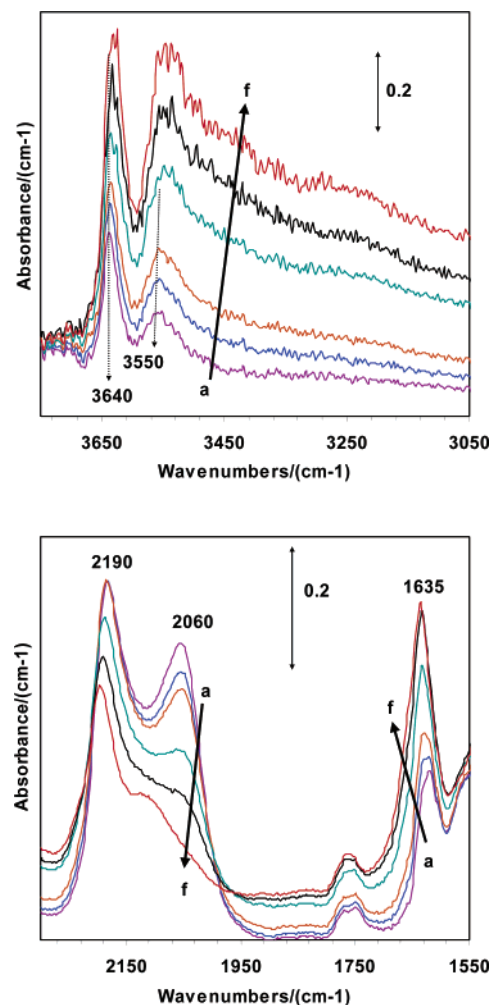 f
0.2
Absorbance/(cm-1)
3550
a
3640
3650 3450 3250 3050
Wavenumbers/(cm-1)
2190
0.2
1635
2060
a
f
Absorbance/(cm-1)
f
a
2150 1950 1750 1550
Wavenumbers/(cm-1)